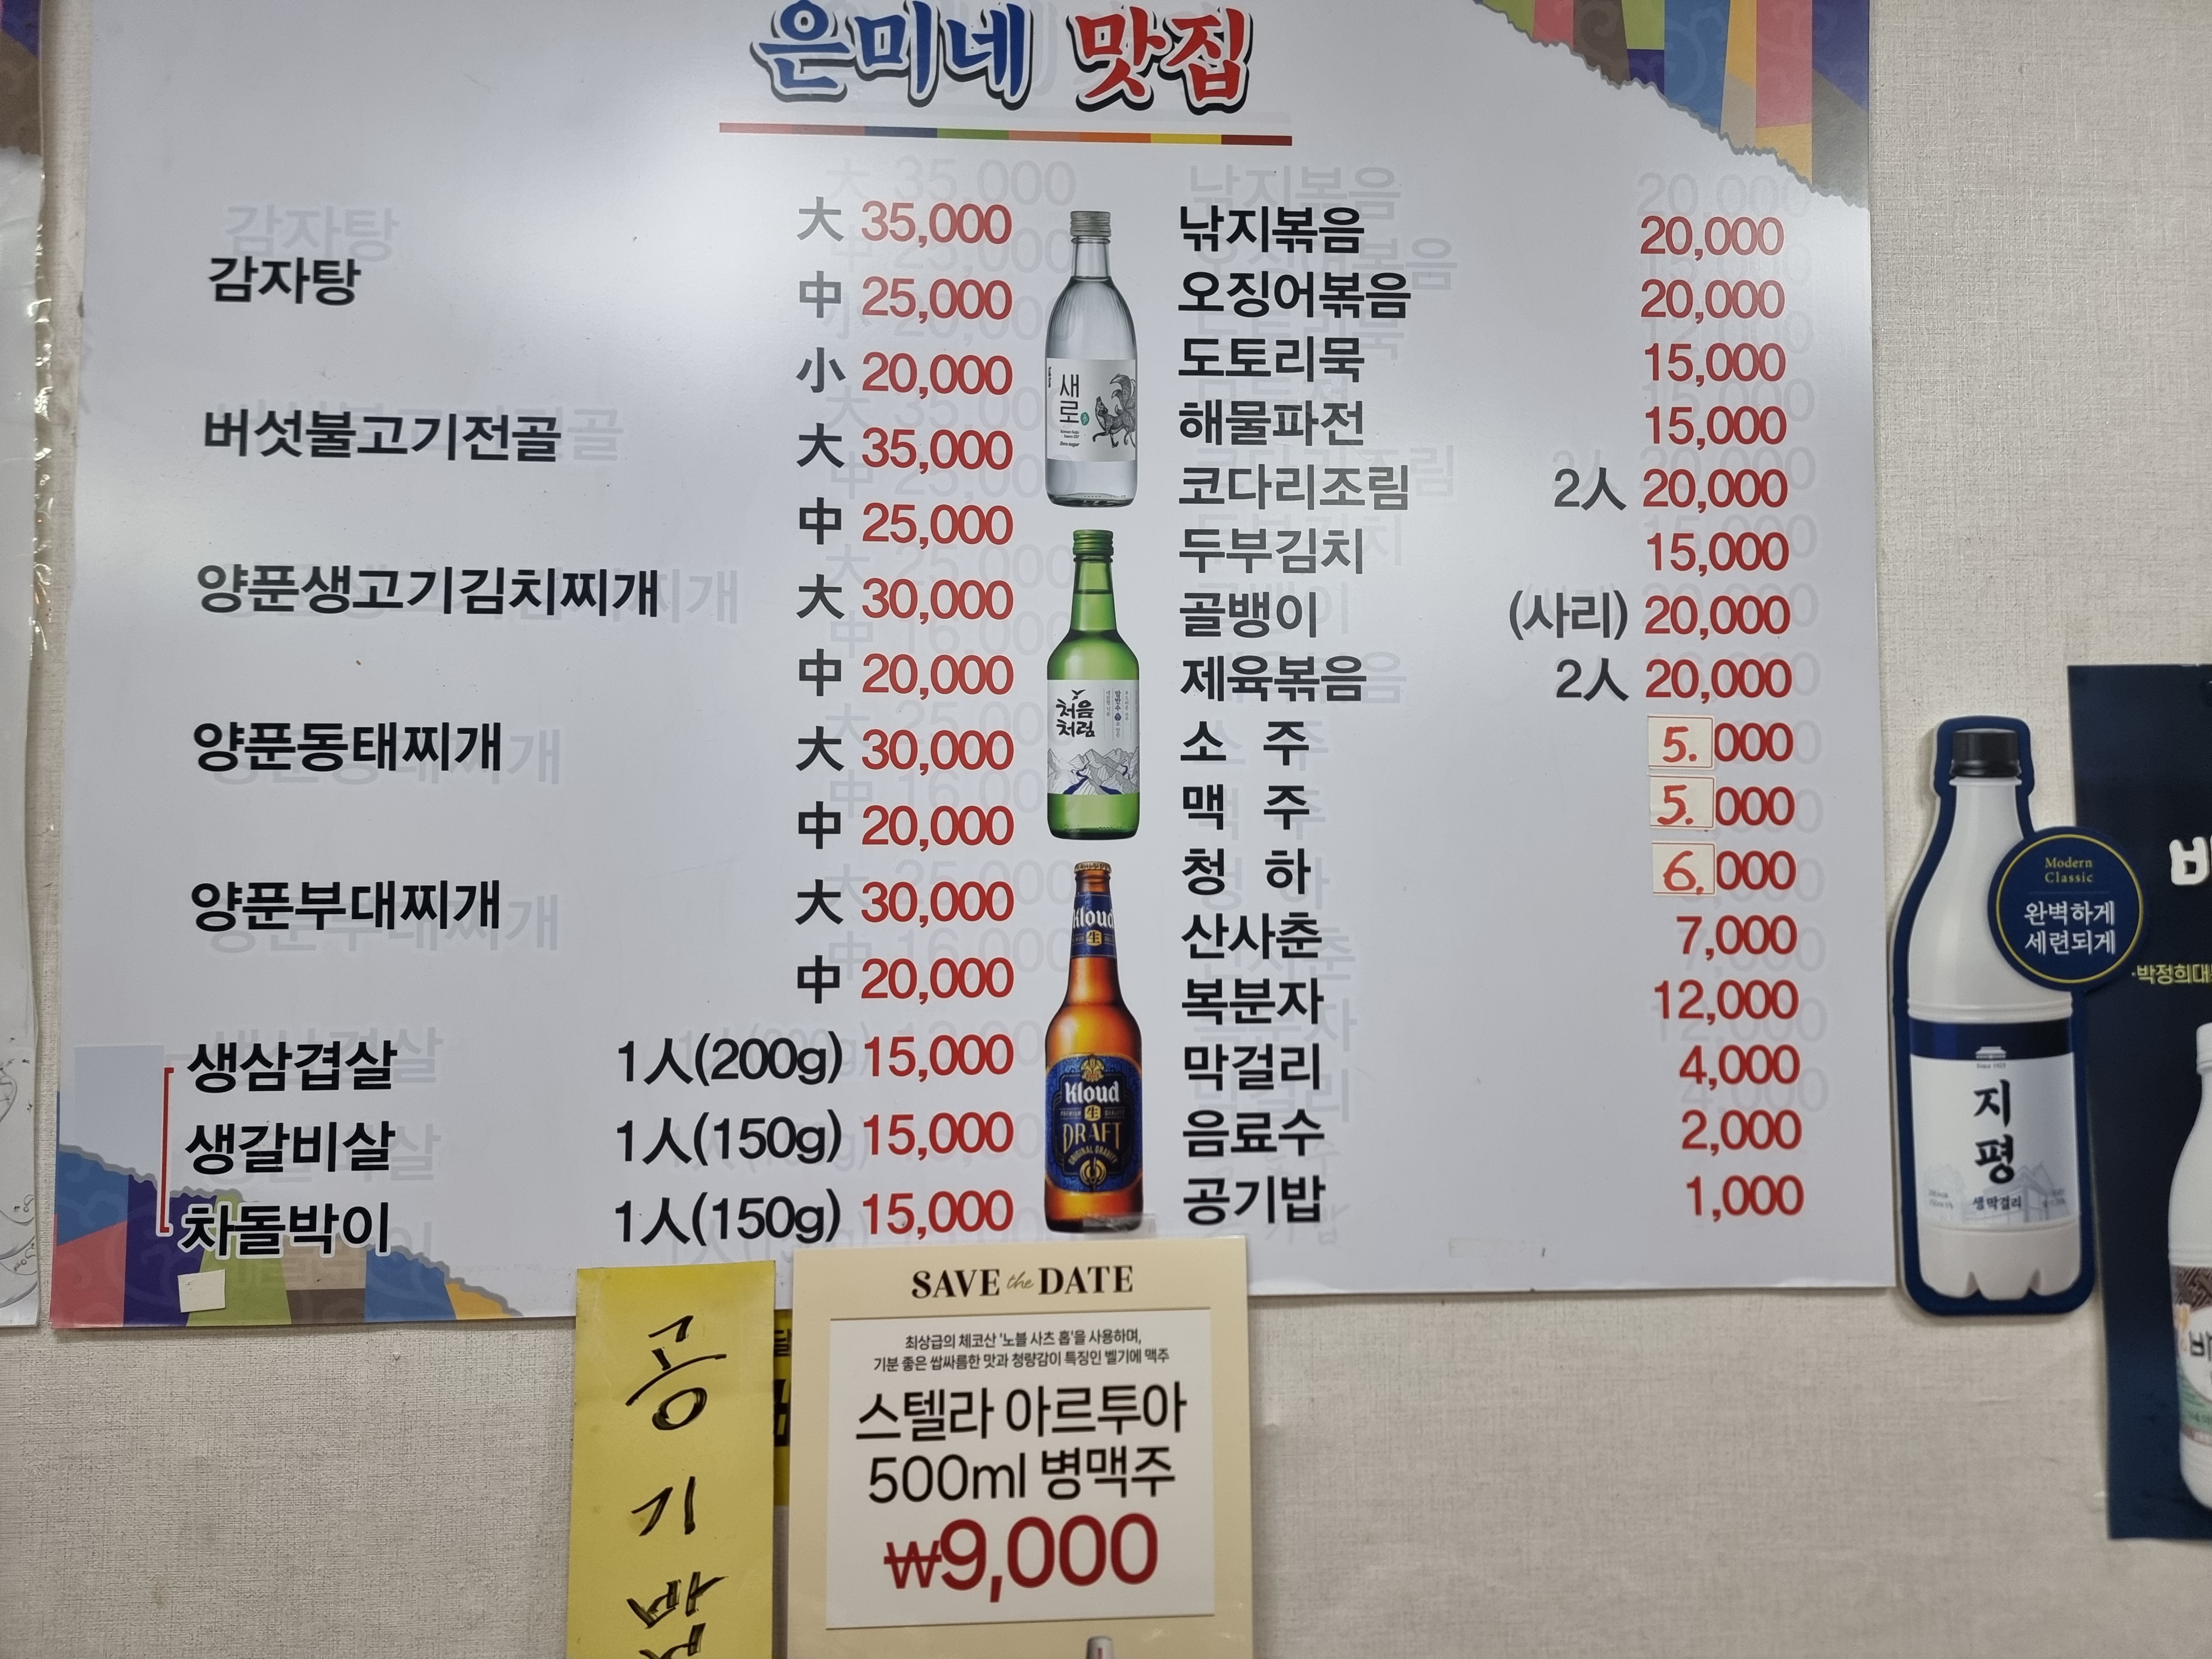 은미네 맛집
감자탕 大 35,000
中 25,000
小 20,000
버섯불고기전골 大 35,000
中 25,000
양푼생고기김치찌개 大 30,000
中 20,000
양푼동태찌개 大 30,000
中 20,000
양푼부대찌개 大 30,000
中 20,000
생삼겹살 1人(200g) 15,000
생갈비살 1人(150g) 15,000
차돌박이 1人(150g) 15,000
새로
Zero sugar
처음처럼
Kloud
生
Kloud
生
DRAFT
ORIGINAL GRAVITY
낚지볶음 20,000
오징어볶음 20,000
도토리묵 15,000
해물파전 15,000
코다리조림 2人 20,000
두부김치 15,000
골뱅이 (사리) 20,000
제육볶음 2人 20,000
소 주 5.000
맥 주 5.000
청 하 6.000
산사춘 7,000
복분자 12,000
막걸리 4,000
음료수 2,000
공기밥 1,000
Modern
Classic
완벽하게
세련되게
지평
생막걸리
공기밥
SAVE the DATE
최상급의 체코산 '노블 사츠 홉'을 사용하며,
기분 좋은 쌉싸름한 맛과 청량감이 특징인 벨기에 맥주
스텔라 아르투아
500ml 병맥주
₩9,000